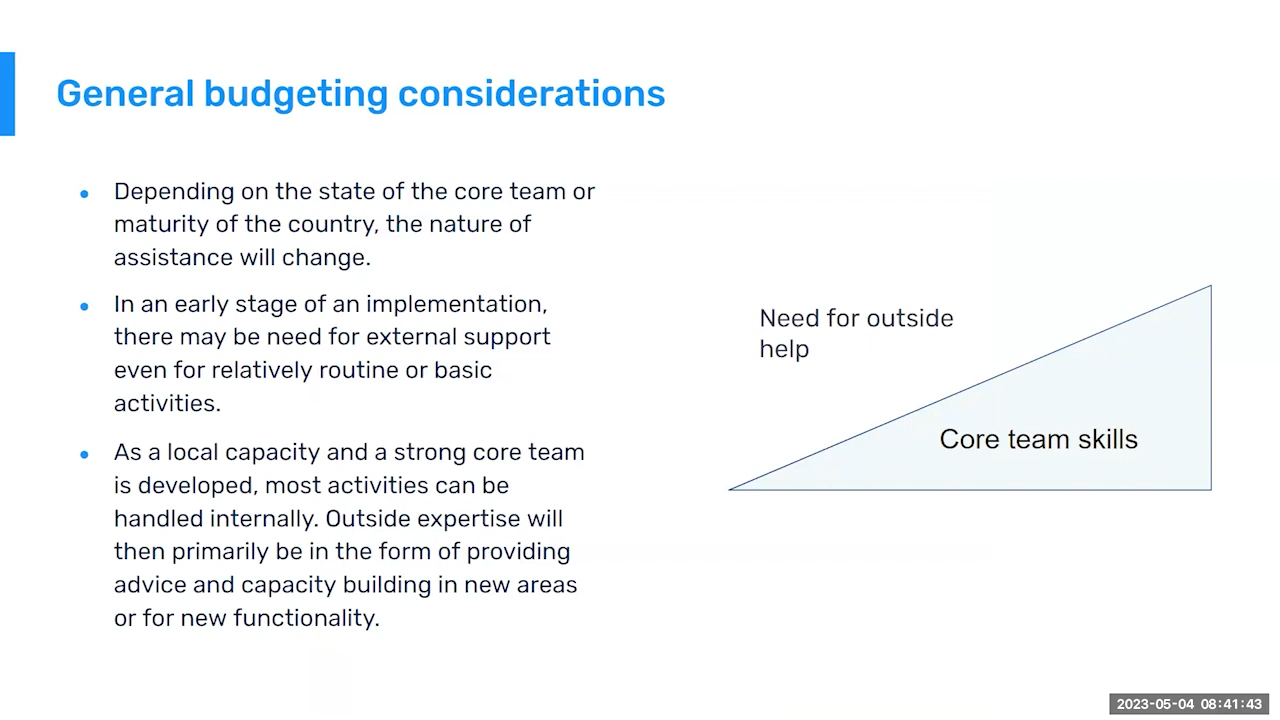 General budgeting considerations
Depending on the state of the core team or
maturity of the country, the nature of
assistance will change.
In an early stage of an implementation,
there may be need for external support
even for relatively routine or basic
activities.
As a local capacity and a strong core team
is developed, most activities can be
handled internally. Outside expertise will
then primarily be in the form of providing
advice and capacity building in new areas
or for new functionality.
Need for outside
help
Core team skills
2023-05-04 08:41:43